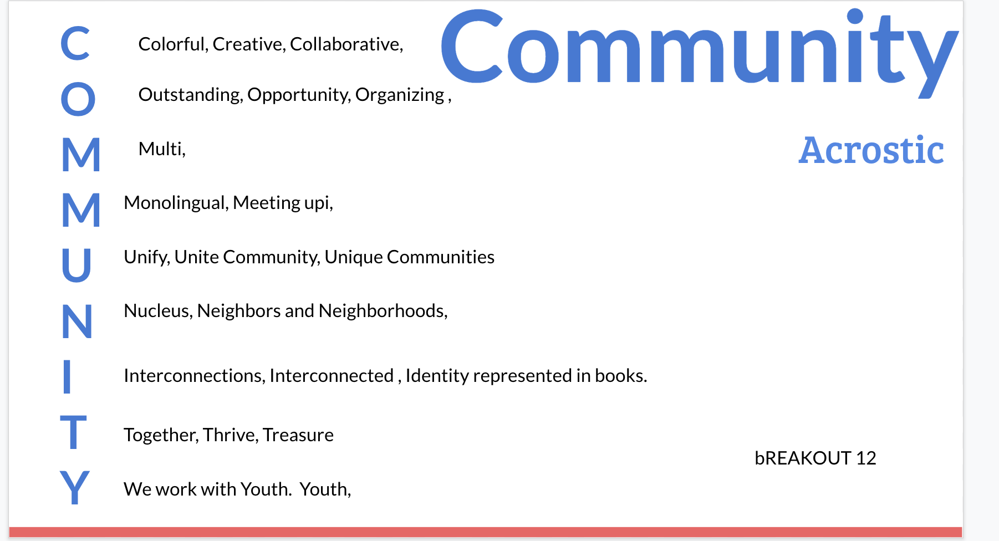 Community
Acrostic
C Colorful, Creative, Collaborative,
O Outstanding, Opportunity, Organizing ,
M Multi,
M Monolingual, Meeting upi,
U Unify, Unite Community, Unique Communities
N Nucleus, Neighbors and Neighborhoods,
I Interconnections, Interconnected , Identity represented in books.
T Together, Thrive, Treasure
Y We work with Youth.  Youth,
bREAKOUT 12